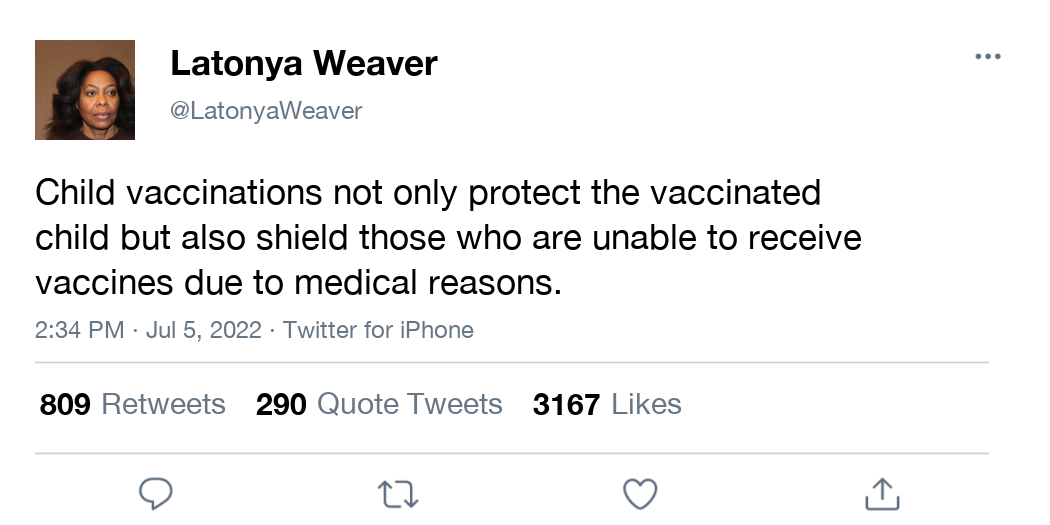 Latonya Weaver
@LatonyaWeaver
Child vaccinations not only protect the vaccinated
child but also shield those who are unable to receive
vaccines due to medical reasons.
2:34 PM · Jul 5, 2022 · Twitter for iPhone
809 Retweets 290 Quote Tweets 3167 Likes